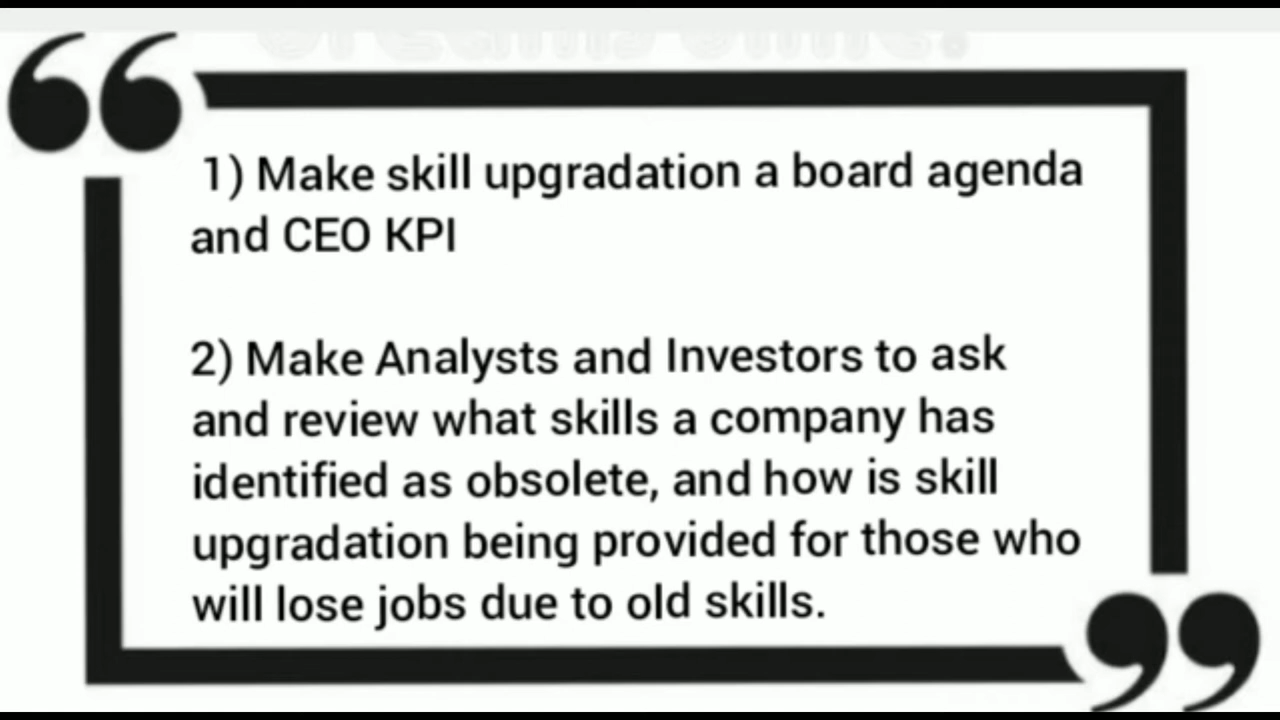 1) Make skill upgradation a board agenda
and CEO KPI
2) Make Analysts and Investors to ask
and review what skills a company has
identified as obsolete, and how is skill
upgradation being provided for those who
will lose jobs due to old skills.